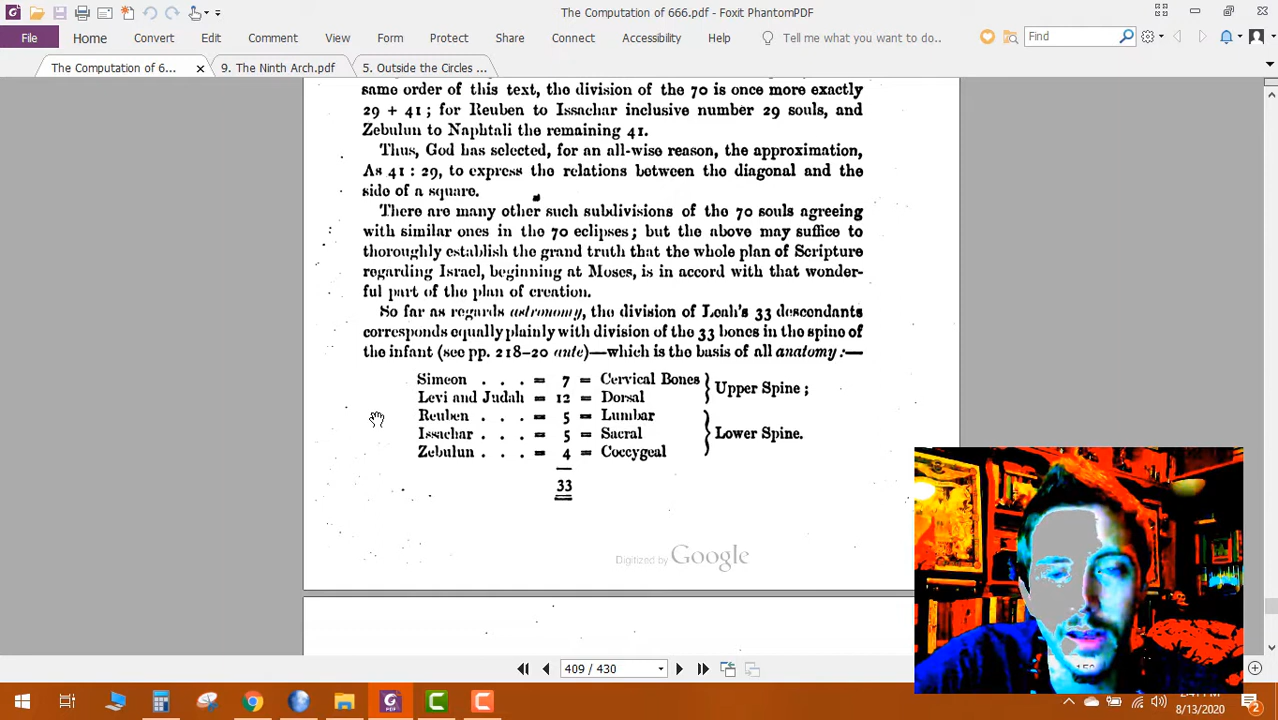 The Computation of 666.pdf - Foxit PhantomPDF
File Home Convert Edit Comment View Form Protect Share Connect Accessibility Help Tell me what you want to do.. Find
The Computation of 6... 9. The Ninth Arch.pdf 5. Outside the Circles ...
same order of this text, the division of the 70 is once more exactly
29 + 41; for Reuben to Issachar inclusive number 29 souls, and
Zebulun to Naphtali the remaining 41.
Thus, God has selected, for an all-wise reason, the approximation,
As 41 : 29, to express the relations between the diagonal and the
side of a square.
There are many other such subdivisions of the 70 souls agreeing
with similar ones in the 70 eclipses; but the above may suffice to
thoroughly establish the grand truth that the whole plan of Scripture
regarding Israel, beginning at Moses, is in accord with that wonder-
ful part of the plan of creation.
So far as regards astronomy, the division of Leah's 33 descendants
corresponds equally plainly with division of the 33 bones in the spine of
the infant (see pp. 218-20 ante)—which is the basis of all anatomy:—
Simeon . . . = 7 = Cervical Bones
Levi and Judah = 12 = Dorsal
Upper Spine;
Reuben . . . = 5 = Lumbar
Issachar . . . = 5 = Sacral
Zebulun . . . = 4 = Coccygeal
Lower Spine.
33
Digitized by Google
409 / 430
8/13/2020